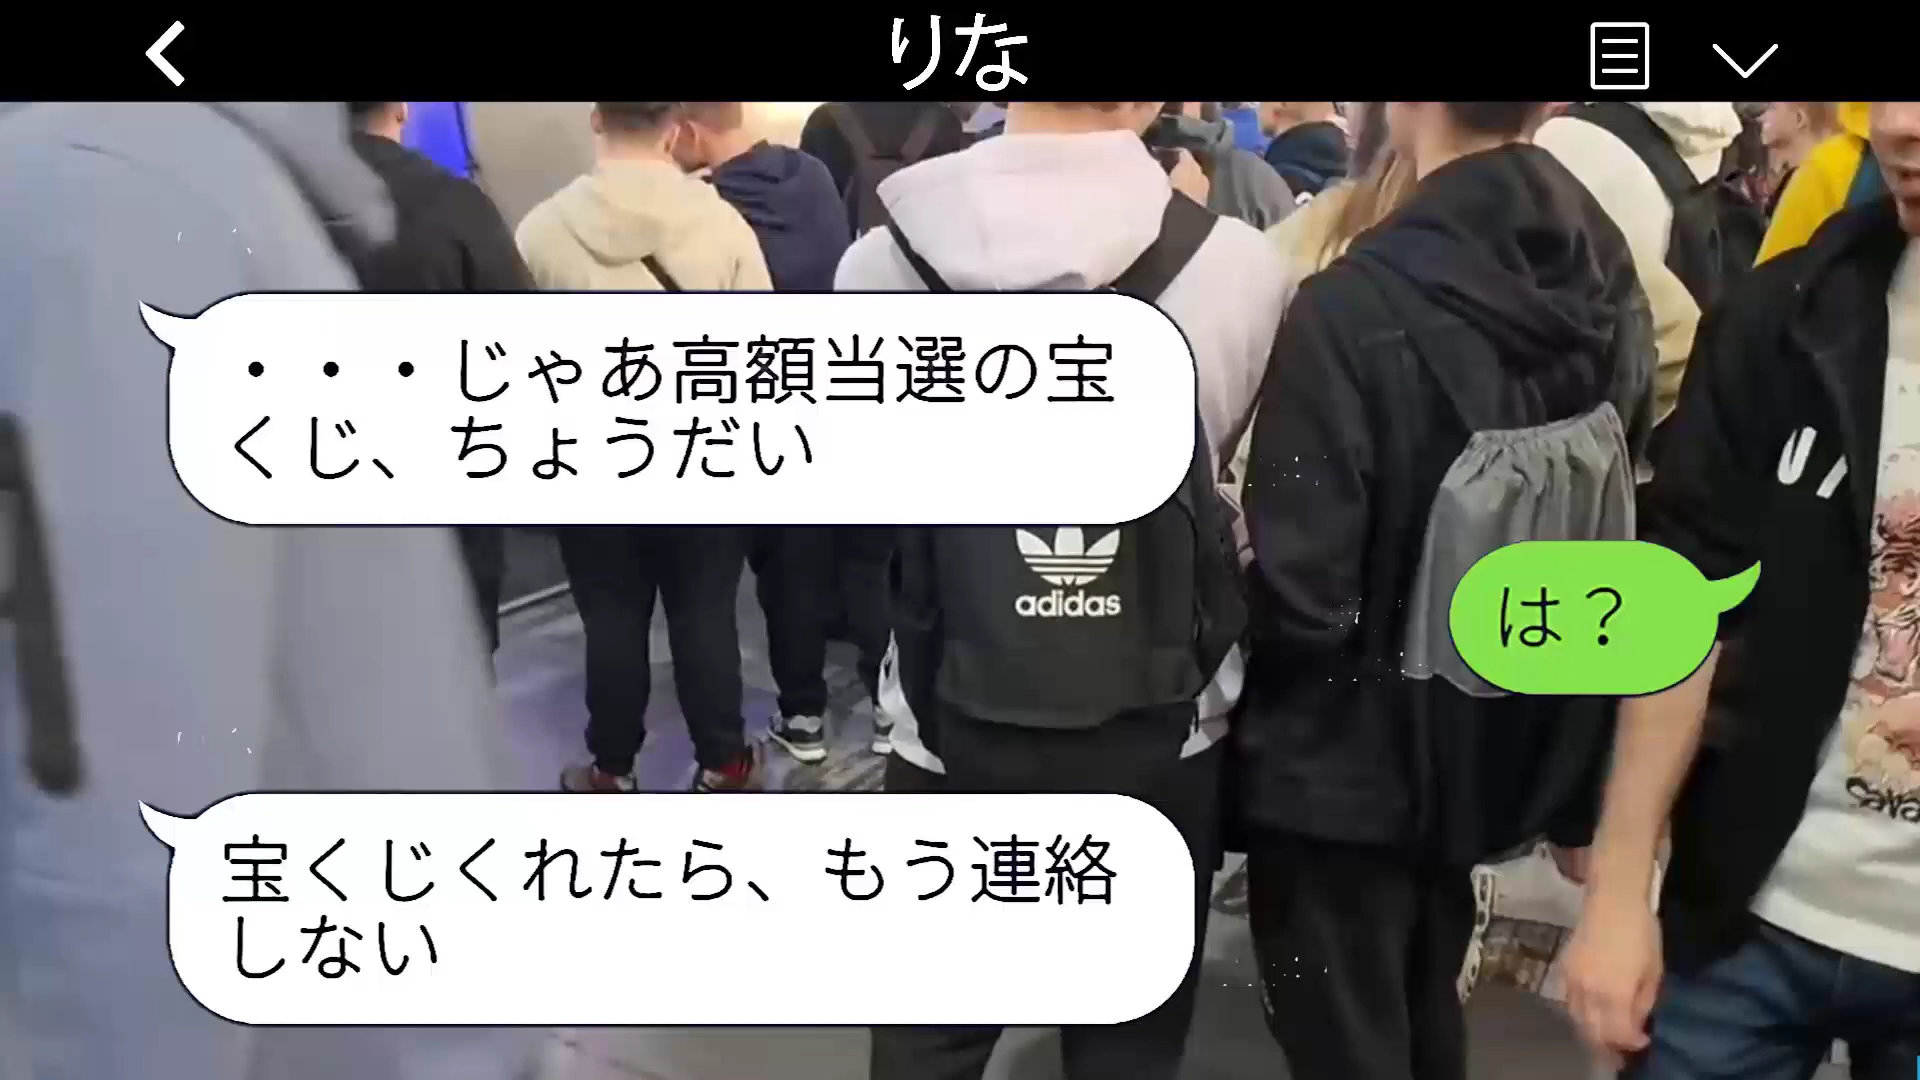 りな
・・・じゃあ高額当選の宝
くじ、ちょうだい
adidas
は？
宝くじくれたら、もう連絡
しない